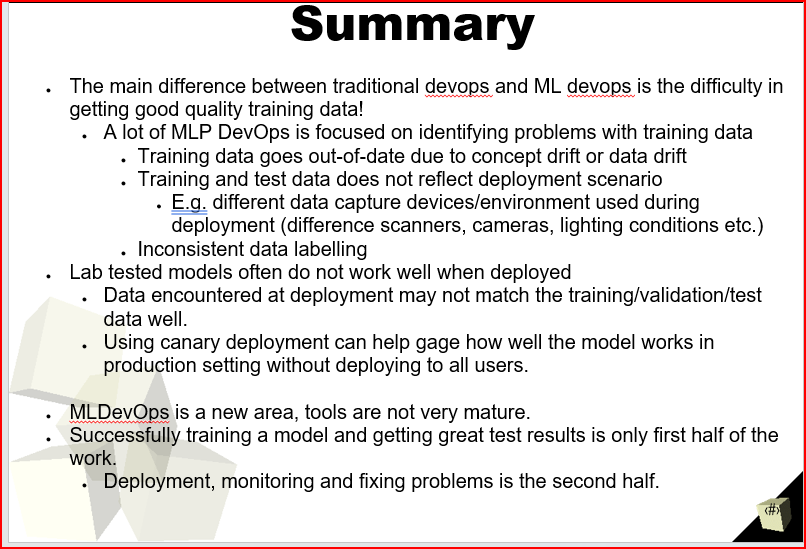 Summary
• The main difference between traditional devops and ML devops is the difficulty in
getting good quality training data!
• A lot of MLP DevOps is focused on identifying problems with training data
• Training data goes out-of-date due to concept drift or data drift
• Training and test data does not reflect deployment scenario
• E.g. different data capture devices/environment used during
deployment (difference scanners, cameras, lighting conditions etc.)
• Inconsistent data labelling
• Lab tested models often do not work well when deployed
• Data encountered at deployment may not match the training/validation/test
data well.
• Using canary deployment can help gage how well the model works in
production setting without deploying to all users.
• MLDevOps is a new area, tools are not very mature.
• Successfully training a model and getting great test results is only first half of the
work.
• Deployment, monitoring and fixing problems is the second half.
‹#›